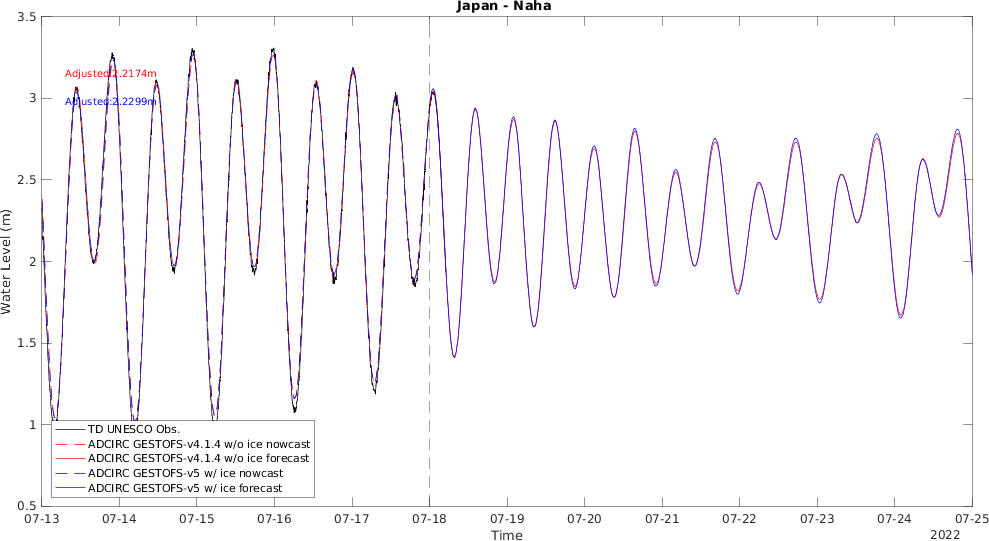 Japan - Naha
3.5
3
2.5
2
1.5
1
0.5
Water Level (m)
Adjusted:2.2174m
Adjusted:2.2299m
TD UNESCO Obs.
ADCIRC GESTOFS-v4.1.4 w/o ice nowcast
ADCIRC GESTOFS-v4.1.4 w/o ice forecast
ADCIRC GESTOFS-v5 w/ ice nowcast
ADCIRC GESTOFS-v5 w/ ice forecast
07-13 07-14 07-15 07-16 07-17 07-18 07-19 07-20 07-21 07-22 07-23 07-24 07-25
Time
2022